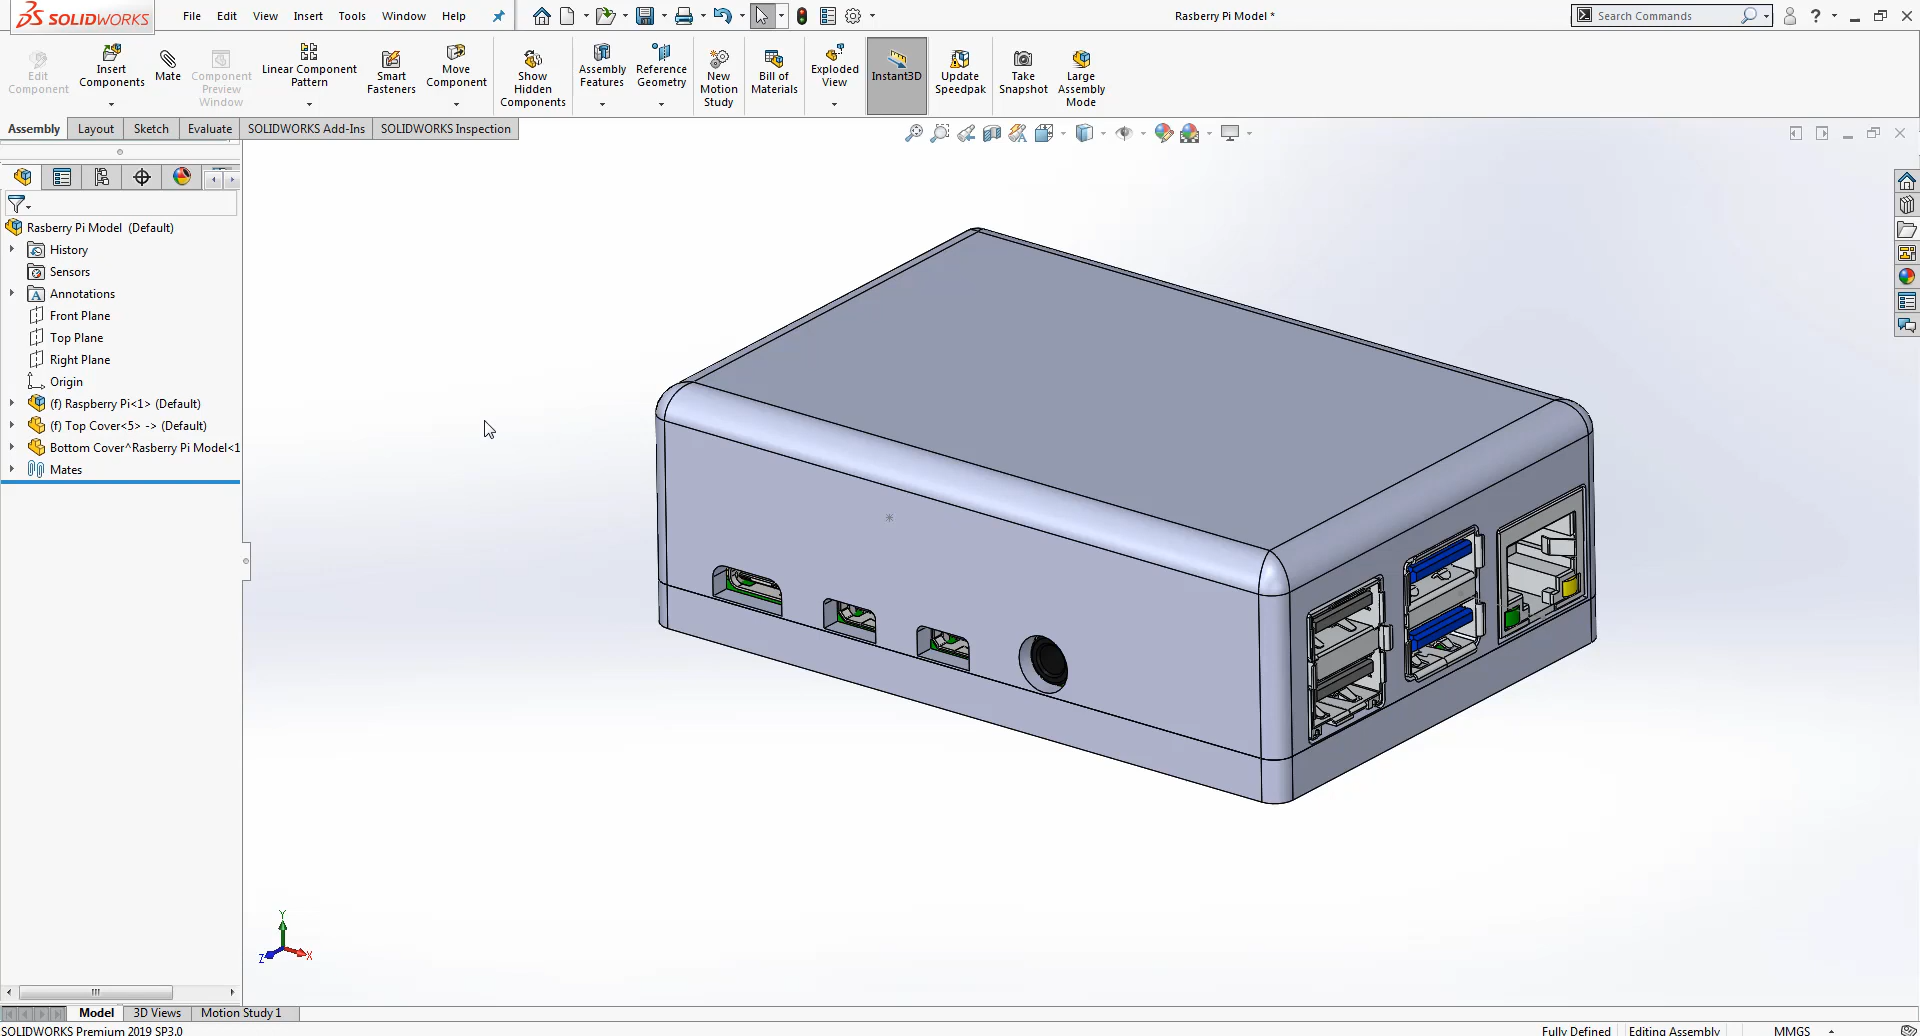 SOLIDWORKS
File Edit View Insert Tools Window Help
Rasberry Pi Model *
Search Commands
Edit Component
Insert Components
Mate
Component Preview Window
Linear Component Pattern
Smart Fasteners
Move Component
Show Hidden Components
Assembly Features
Reference Geometry
New Motion Study
Bill of Materials
Exploded View
Instant3D
Update Speedpak
Take Snapshot
Large Assembly Mode
Assembly Layout Sketch Evaluate SOLIDWORKS Add-Ins SOLIDWORKS Inspection
Rasberry Pi Model (Default)
History
Sensors
A Annotations
Front Plane
Top Plane
Right Plane
Origin
(f) Raspberry Pi<1> (Default)
(f) Top Cover<5> -> (Default)
Bottom Cover^Rasberry Pi Model<1
Mates
Y
Z X
Model 3D Views Motion Study 1
SOLIDWORKS Premium 2019 SP3.0
Fully Defined Editing Assembly MMGS